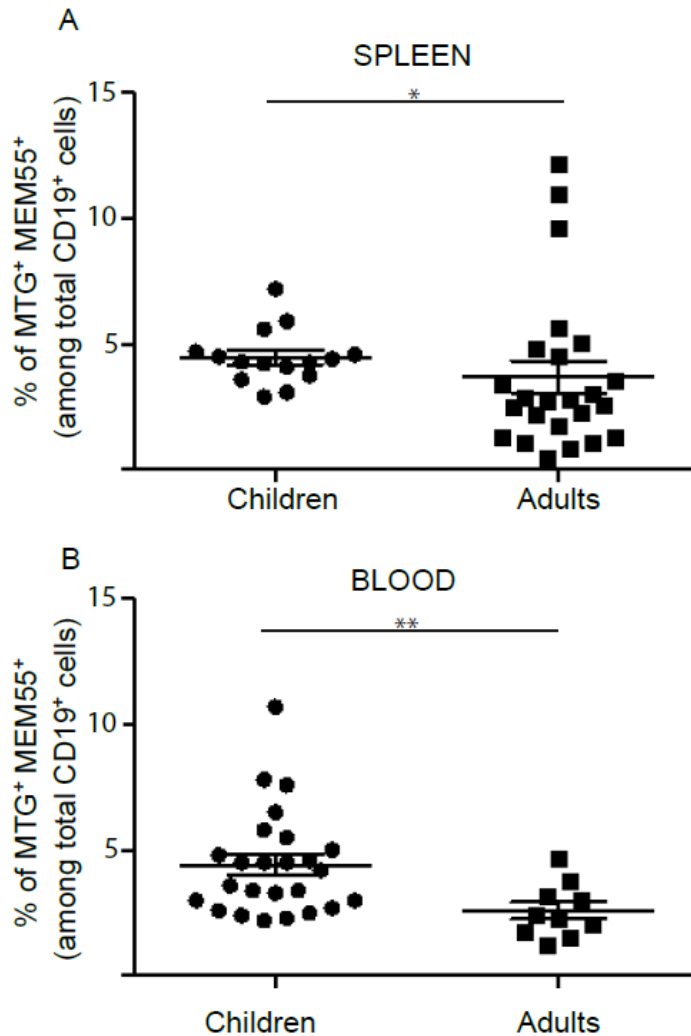 A
SPLEEN
*
15
10
5
% of MTG⁺ MEM55⁺
(among total CD19⁺ cells)
Children
Adults
B
BLOOD
**
15
10
5
% of MTG⁺ MEM55⁺
(among total CD19⁺ cells)
Children
Adults